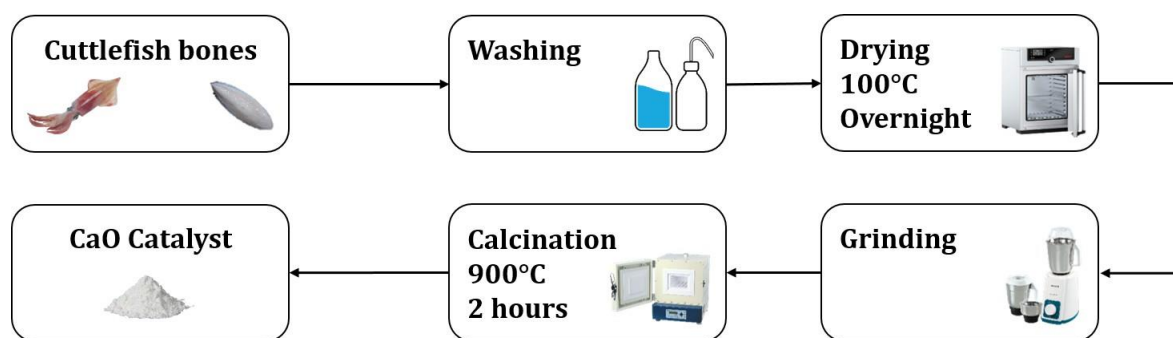 Cuttlefish bones
Washing
Drying
100°C
Overnight
Grinding
Calcination
900°C
2 hours
CaO Catalyst